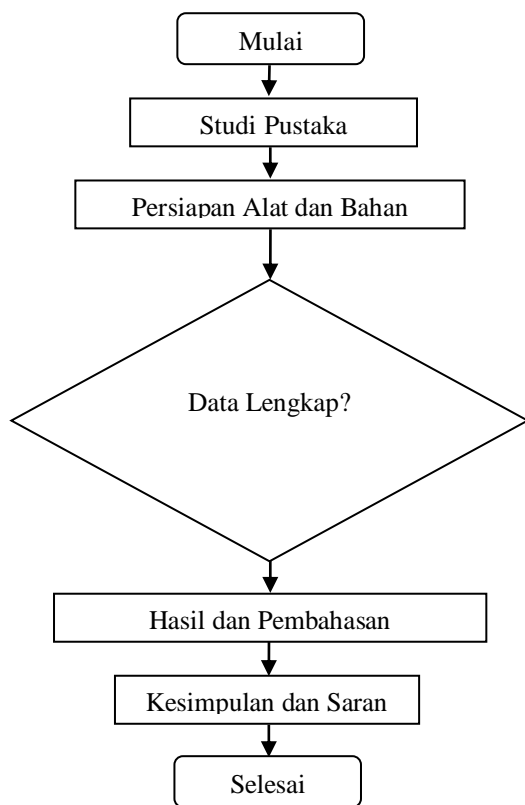 Mulai
Studi Pustaka
Persiapan Alat dan Bahan
Data Lengkap?
Hasil dan Pembahasan
Kesimpulan dan Saran
Selesai